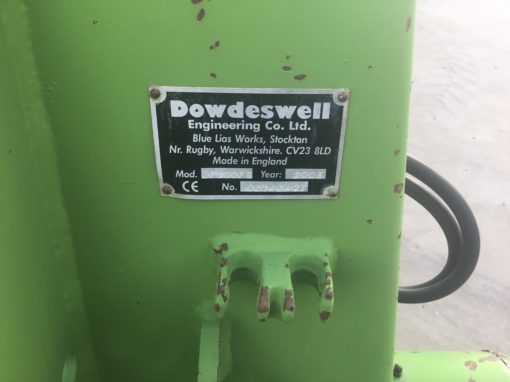 Dowdeswell
Engineering Co. Ltd.
Blue Lias Works, Stockton
Nr. Rugby, Warwickshire. CV23 8LD
Made in England
Mod. Year:
CE No.